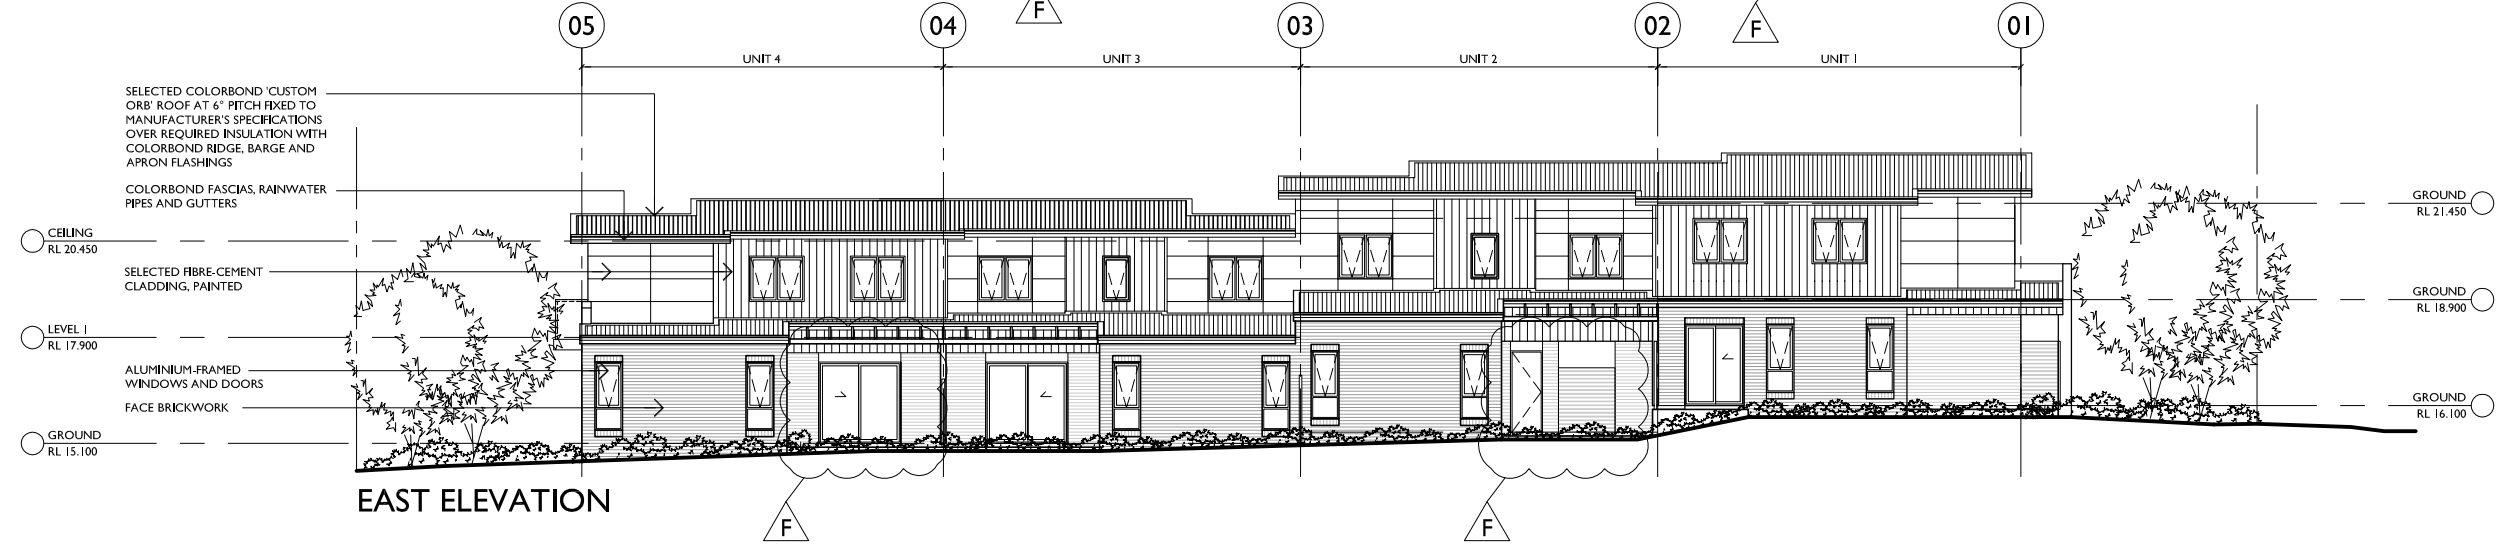 F
F
05
04
03
02
01
UNIT 4
UNIT 3
UNIT 2
UNIT 1
SELECTED COLORBOND 'CUSTOM
ORB' ROOF AT 6° PITCH FIXED TO
MANUFACTURER'S SPECIFICATIONS
OVER REQUIRED INSULATION WITH
COLORBOND RIDGE, BARGE AND
APRON FLASHINGS
COLORBOND FASCIAS, RAINWATER
PIPES AND GUTTERS
CEILING
RL 20.450
SELECTED FIBRE-CEMENT
CLADDING, PAINTED
LEVEL 1
RL 17.900
ALUMINIUM-FRAMED
WINDOWS AND DOORS
FACE BRICKWORK
GROUND
RL 15.100
GROUND
RL 21.450
GROUND
RL 18.900
GROUND
RL 16.100
EAST ELEVATION
F
F